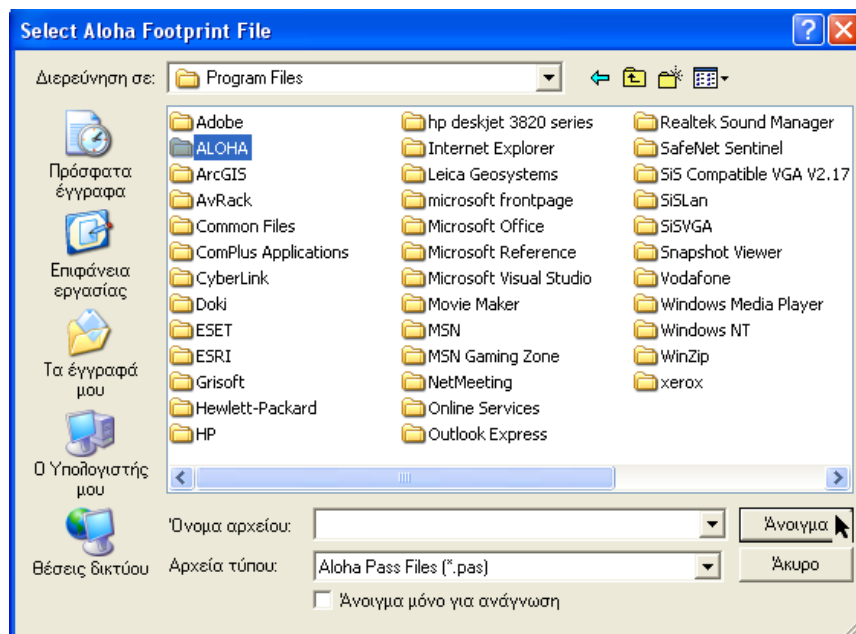 Select Aloha Footprint File
Διερεύνηση σε:
Program Files
Πρόσφατα
έγγραφα
Επιφάνεια
εργασίας
Τα έγγραφά
μου
Ο Υπολογιστής
μου
Θέσεις δικτύου
Adobe
ALOHA
ArcGIS
AvRack
Common Files
ComPlus Applications
CyberLink
Doki
ESET
ESRI
Grisoft
Hewlett-Packard
HP
hp deskjet 3820 series
Internet Explorer
Leica Geosystems
microsoft frontpage
Microsoft Office
Microsoft Reference
Microsoft Visual Studio
Movie Maker
MSN
MSN Gaming Zone
NetMeeting
Online Services
Outlook Express
Realtek Sound Manager
SafeNet Sentinel
SiS Compatible VGA V2.17
SiSLan
SiSVGA
Snapshot Viewer
Vodafone
Windows Media Player
Windows NT
WinZip
xerox
Όνομα αρχείου:
Άνοιγμα
Αρχεία τύπου:
Aloha Pass Files (*.pas)
Άκυρο
Άνοιγμα μόνο για ανάγνωση